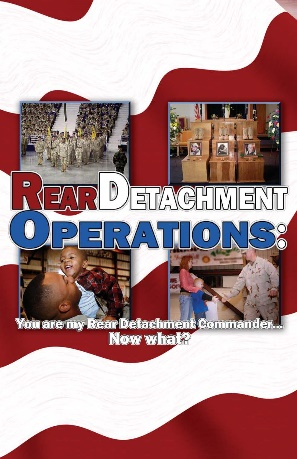 REAR DETACHMENT
OPERATIONS:
You are my Rear Detachment Commander...
Now what?